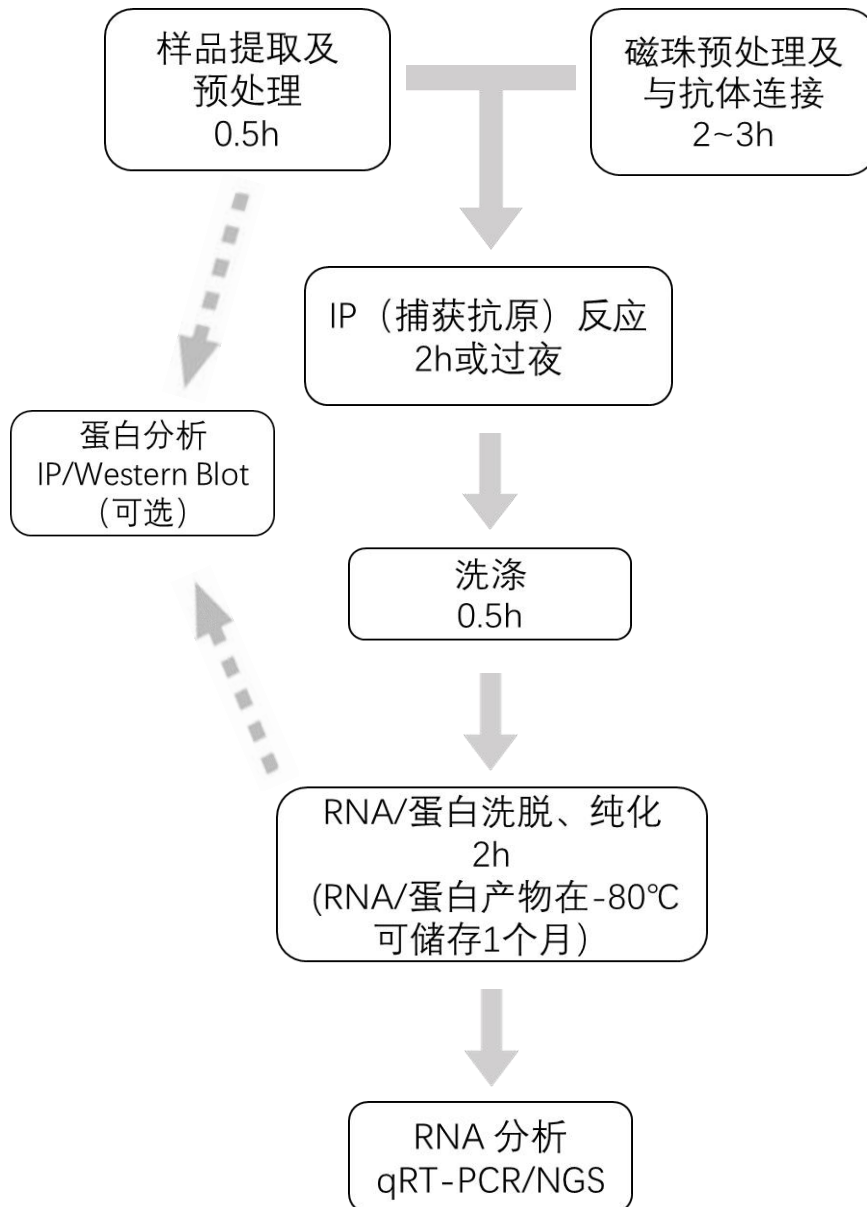 样品提取及
预处理
0.5h
磁珠预处理及
与抗体连接
2~3h
IP（捕获抗原）反应
2h或过夜
蛋白分析
IP/Western Blot
（可选）
洗涤
0.5h
RNA/蛋白洗脱、纯化
2h
(RNA/蛋白产物在-80℃
可储存1个月）
RNA 分析
qRT-PCR/NGS